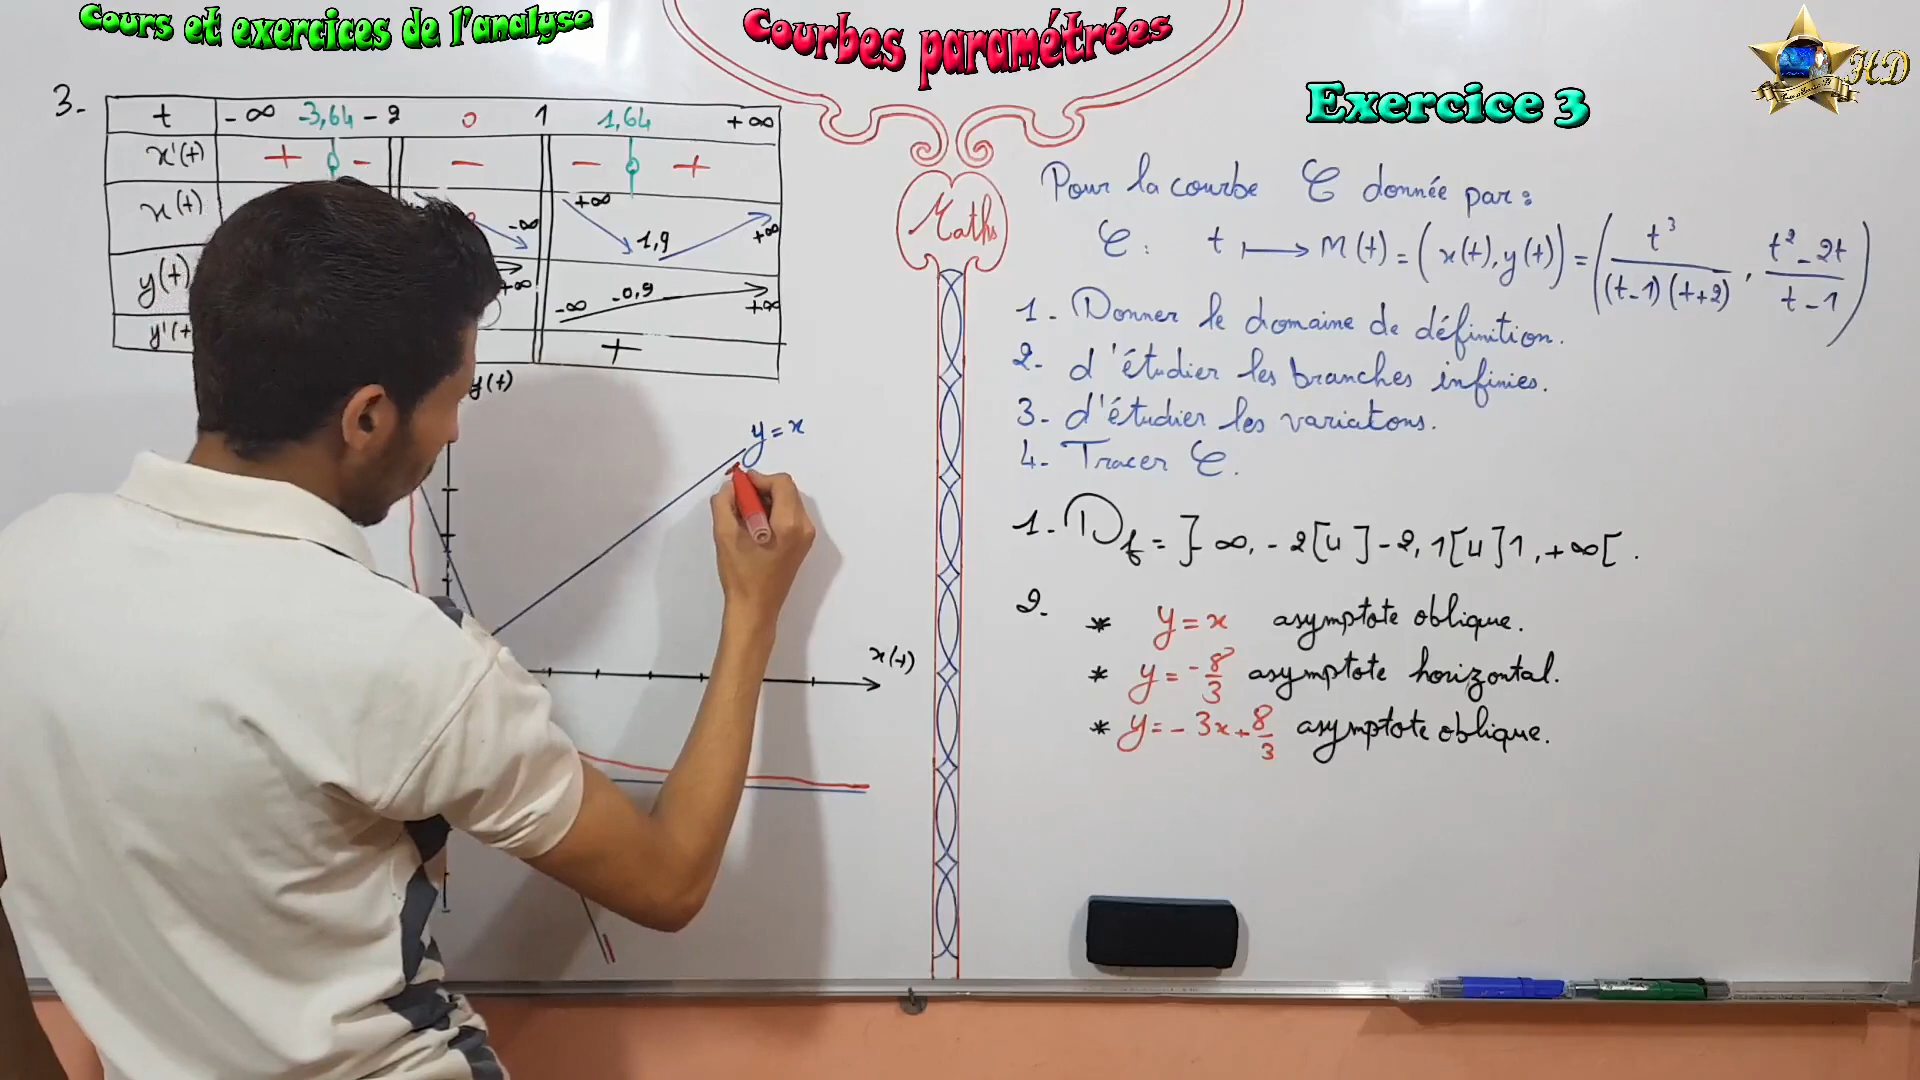 Cours et exercices de l'analyse
Courbes paramétrées
HD
Exercice 3
3-
t -∞ -3,64 -2 0 1 1,64 +∞
x'(t) + 0 - - - 0 +
x(t) -∞ +∞ 1,9 +∞
y(t) +∞ -∞ -0,9 +∞
y'(t) +
y(t)
y=x
x(t)
Maths
Pour la courbe C donnée par:
C: t ⟼ M(t) = (x(t), y(t)) = (t³/((t-1)(t+2)), (t²-2t)/(t-1))
1- Donner le domaine de définition.
2- d'étudier les branches infinies.
3- d'étudier les variatons.
4- Tracer C.
1- Df = ]-∞, -2[ U ]-2, 1[ U ]1, +∞[.
2-
* y = x asymptote oblique.
* y = -8/3 asymptote horizontal.
* y = -3x + 8/3 asymptote oblique.